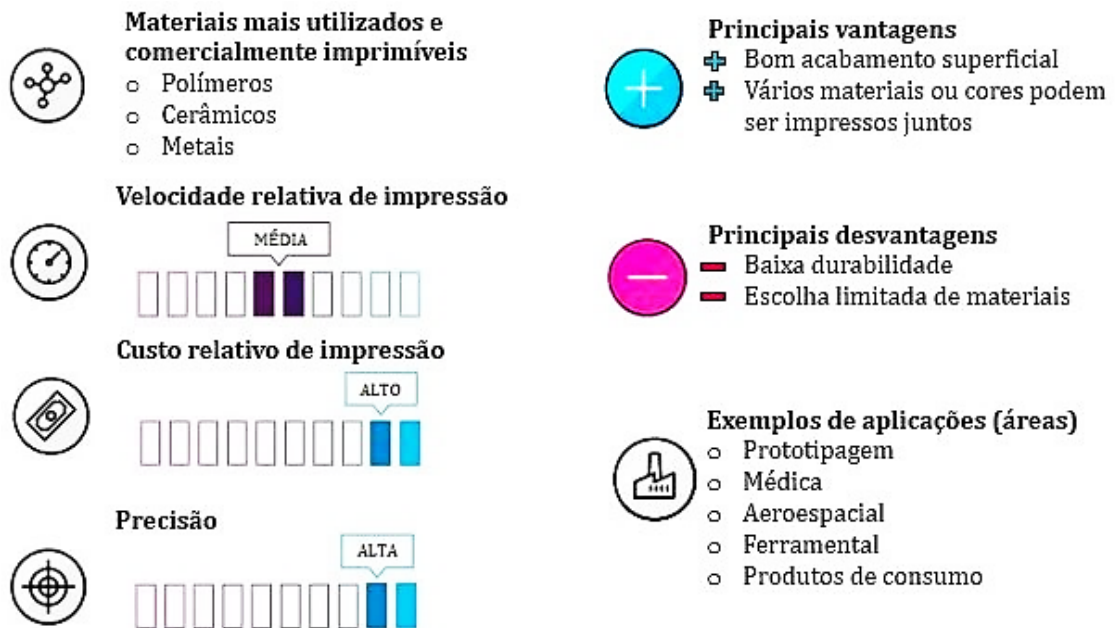 Materiais mais utilizados e
comercialmente imprimíveis
o Polímeros
o Cerâmicos
o Metais
Velocidade relativa de impressão
MÉDIA
Custo relativo de impressão
ALTO
Precisão
ALTA
Principais vantagens
Bom acabamento superficial
Vários materiais ou cores podem
ser impressos juntos
Principais desvantagens
Baixa durabilidade
Escolha limitada de materiais
Exemplos de aplicações (áreas)
o Prototipagem
o Médica
o Aeroespacial
o Ferramental
o Produtos de consumo